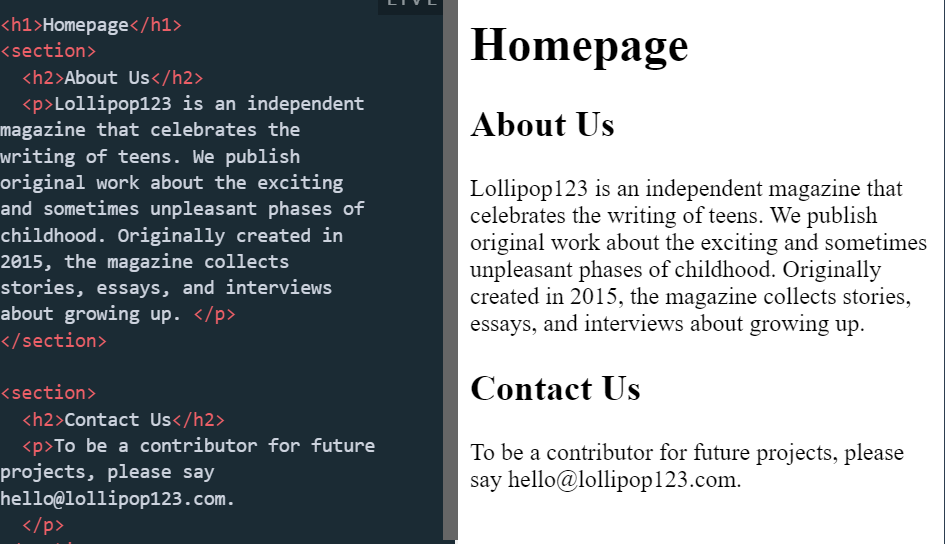 LIVE
<h1>Homepage</h1>
<section>
<h2>About Us</h2>
<p>Lollipop123 is an independent
magazine that celebrates the
writing of teens. We publish
original work about the exciting
and sometimes unpleasant phases of
childhood. Originally created in
2015, the magazine collects
stories, essays, and interviews
about growing up. </p>
</section>
<section>
<h2>Contact Us</h2>
<p>To be a contributor for future
projects, please say
hello@lollipop123.com.
</p>
Homepage
About Us
Lollipop123 is an independent magazine that
celebrates the writing of teens. We publish
original work about the exciting and sometimes
unpleasant phases of childhood. Originally
created in 2015, the magazine collects stories,
essays, and interviews about growing up.
Contact Us
To be a contributor for future projects, please
say hello@lollipop123.com.